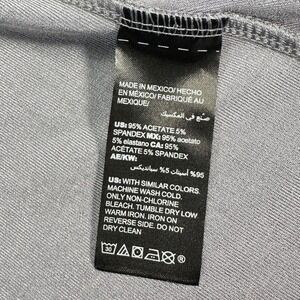 MADE IN MEXICO/ HECHO
EN MÉXICO/ FABRIQUÉ AU
MEXIQUE/
صنع في المكسيك
US: 95% ACETATE 5%
SPANDEX MX: 95% acetato
5% elastano CA: 95%
ACÉTATE 5% SPANDEX
AE/KW:
95% أسيتات 5% سبانديكس
US: WITH SIMILAR COLORS.
MACHINE WASH COLD.
ONLY NON-CHLORINE
BLEACH. TUMBLE DRY LOW
WARM IRON. IRON ON
REVERSE SIDE. DO NOT
DRY CLEAN
30 ®